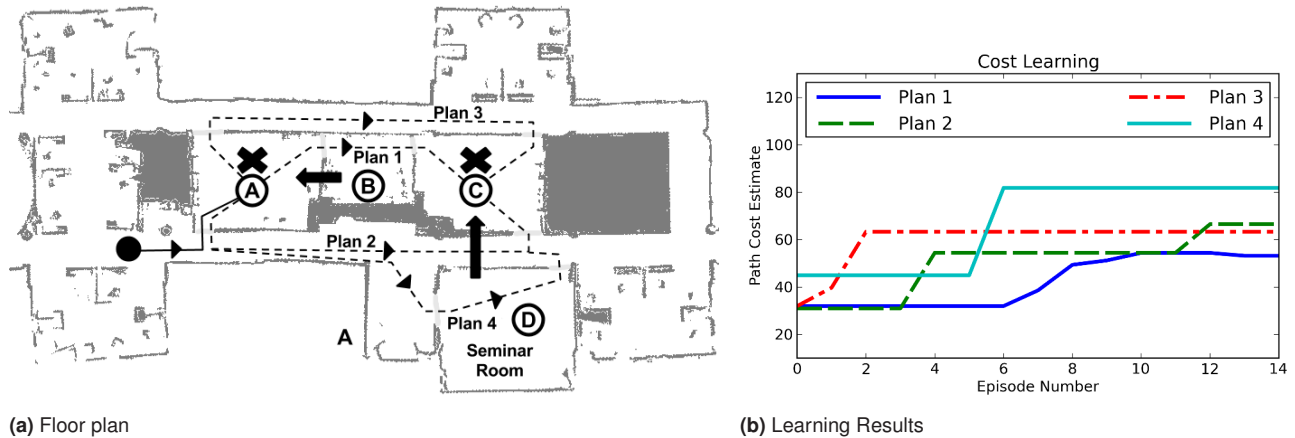 Plan 3
Plan 1
A
B
C
Plan 2
Plan 4
D
A
Seminar
Room
(a) Floor plan
Cost Learning
Plan 1
Plan 2
Plan 3
Plan 4
Path Cost Estimate
120
100
80
60
40
20
0
2
4
6
8
10
12
14
Episode Number
(b) Learning Results